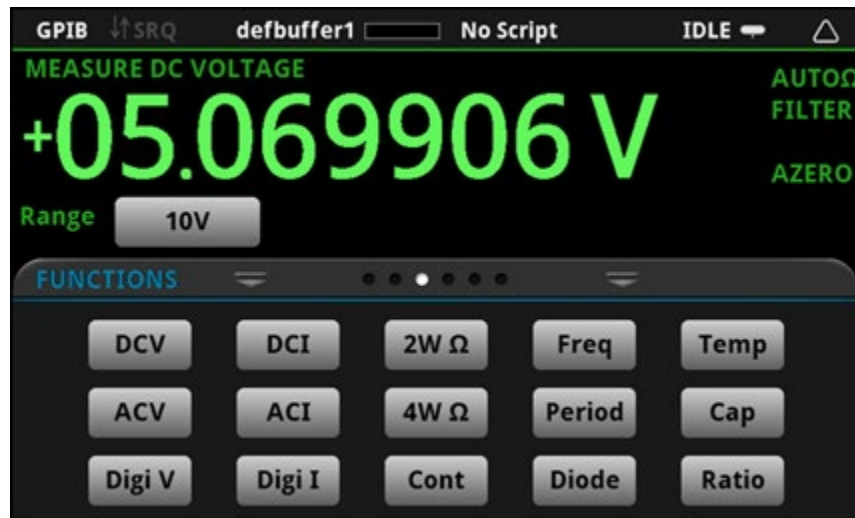 GPIB ↓↑SRQ defbuffer1 No Script IDLE
MEASURE DC VOLTAGE
AUTOΩ
+05.069906 V
FILTER
AZERO
Range 10V
FUNCTIONS
DCV DCI 2W Ω Freq Temp
ACV ACI 4W Ω Period Cap
Digi V Digi I Cont Diode Ratio